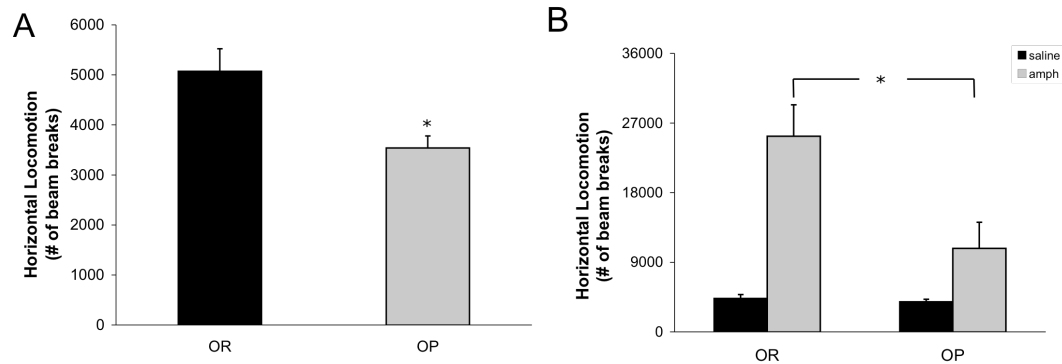 A
Horizontal Locomotion
(# of beam breaks)
6000
5000
4000
3000
2000
1000
0
*
OR
OP
B
Horizontal Locomotion
(# of beam breaks)
36000
27000
18000
9000
0
*
saline
amph
OR
OP